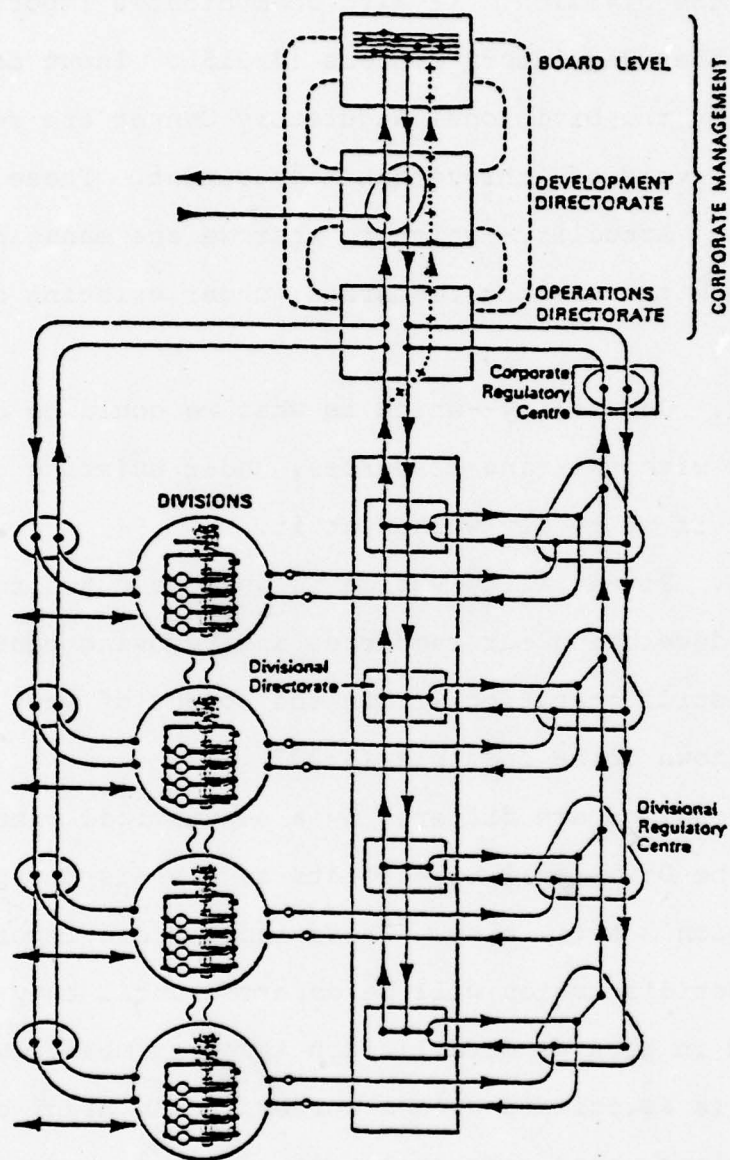 BOARD LEVEL
DEVELOPMENT
DIRECTORATE
OPERATIONS
DIRECTORATE
CORPORATE MANAGEMENT
Corporate
Regulatory
Centre
DIVISIONS
Divisional
Directorate
Divisional Regulatory
Centre